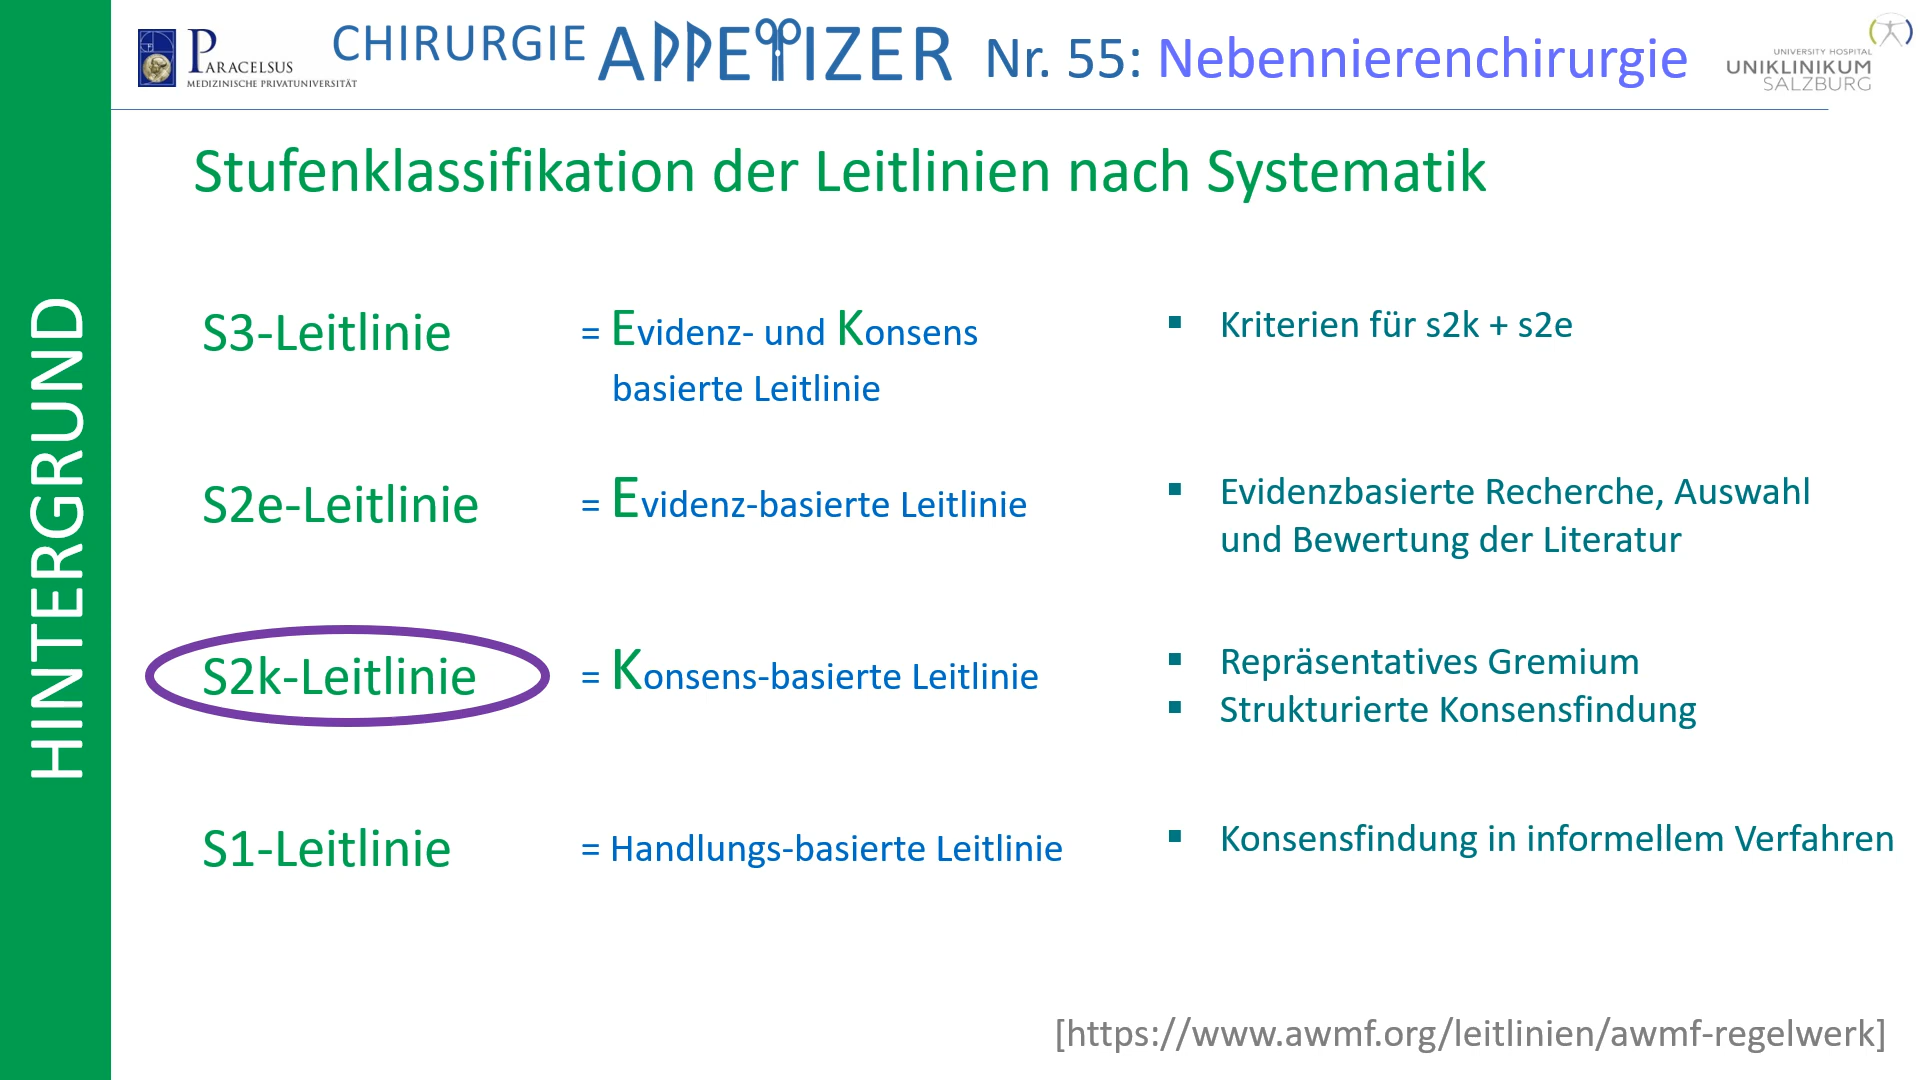 PARACELSUS
MEDIZINISCHE PRIVATUNIVERSITÄT
CHIRURGIE APPETIZER Nr. 55: Nebennierenchirurgie
UNIVERSITY HOSPITAL
UNIKLINIKUM
SALZBURG
HINTERGRUND
Stufenklassifikation der Leitlinien nach Systematik
S3-Leitlinie = Evidenz- und Konsens ▪ Kriterien für s2k + s2e
basierte Leitlinie
S2e-Leitlinie = Evidenz-basierte Leitlinie ▪ Evidenzbasierte Recherche, Auswahl
und Bewertung der Literatur
S2k-Leitlinie = Konsens-basierte Leitlinie ▪ Repräsentatives Gremium
▪ Strukturierte Konsensfindung
S1-Leitlinie = Handlungs-basierte Leitlinie ▪ Konsensfindung in informellem Verfahren
[https://www.awmf.org/leitlinien/awmf-regelwerk]